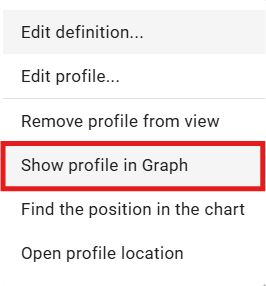 Edit definition...
Edit profile...
Remove profile from view
Show profile in Graph
Find the position in the chart
Open profile location